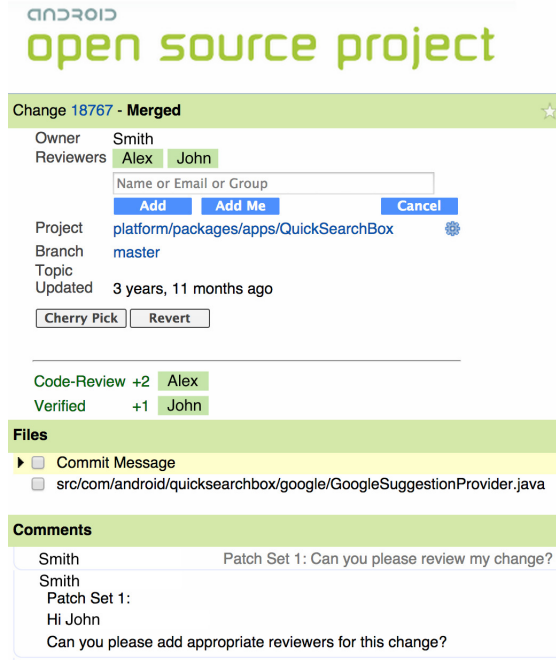 ANDROID
open source project
Change 18767 - Merged
Owner Smith
Reviewers Alex John
Name or Email or Group
Add Add Me Cancel
Project platform/packages/apps/QuickSearchBox
Branch master
Topic
Updated 3 years, 11 months ago
Cherry Pick Revert
Code-Review +2 Alex
Verified +1 John
Files
Commit Message
src/com/android/quicksearchbox/google/GoogleSuggestionProvider.java
Comments
Smith Patch Set 1: Can you please review my change?
Smith
Patch Set 1:
Hi John
Can you please add appropriate reviewers for this change?